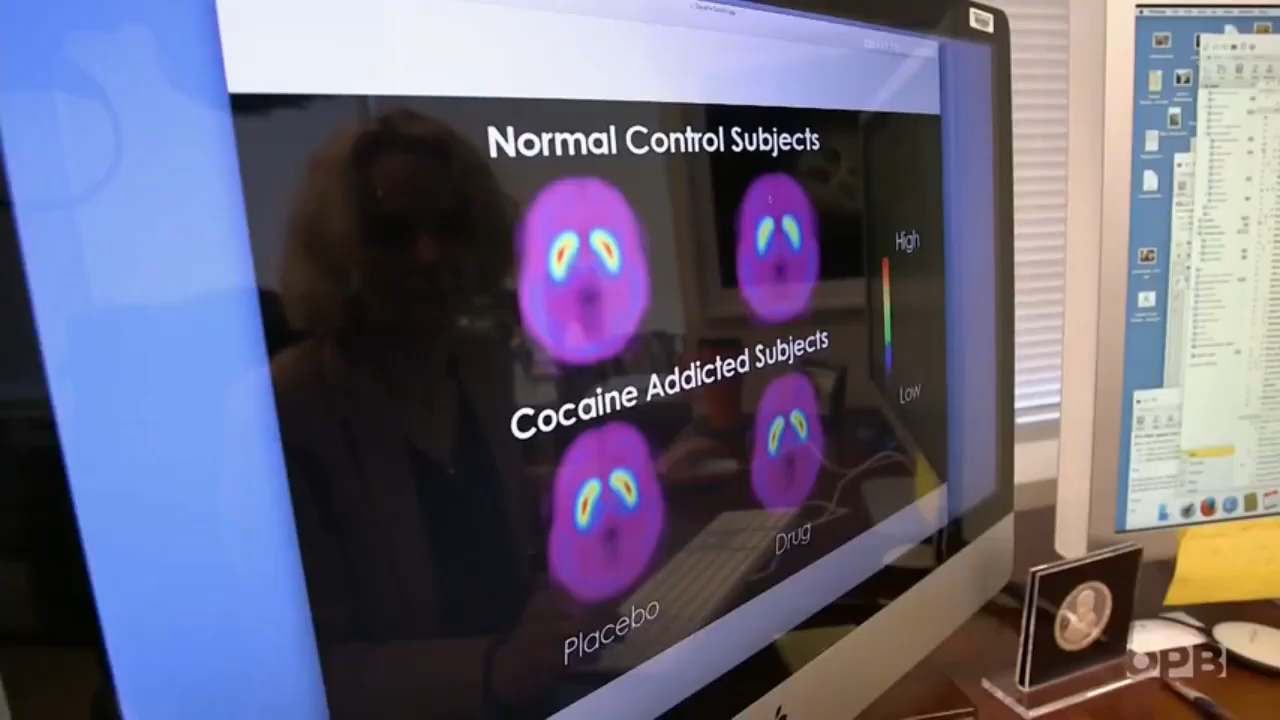 Normal Control Subjects
High
Low
Cocaine Addicted Subjects
Placebo
Drug
OPB